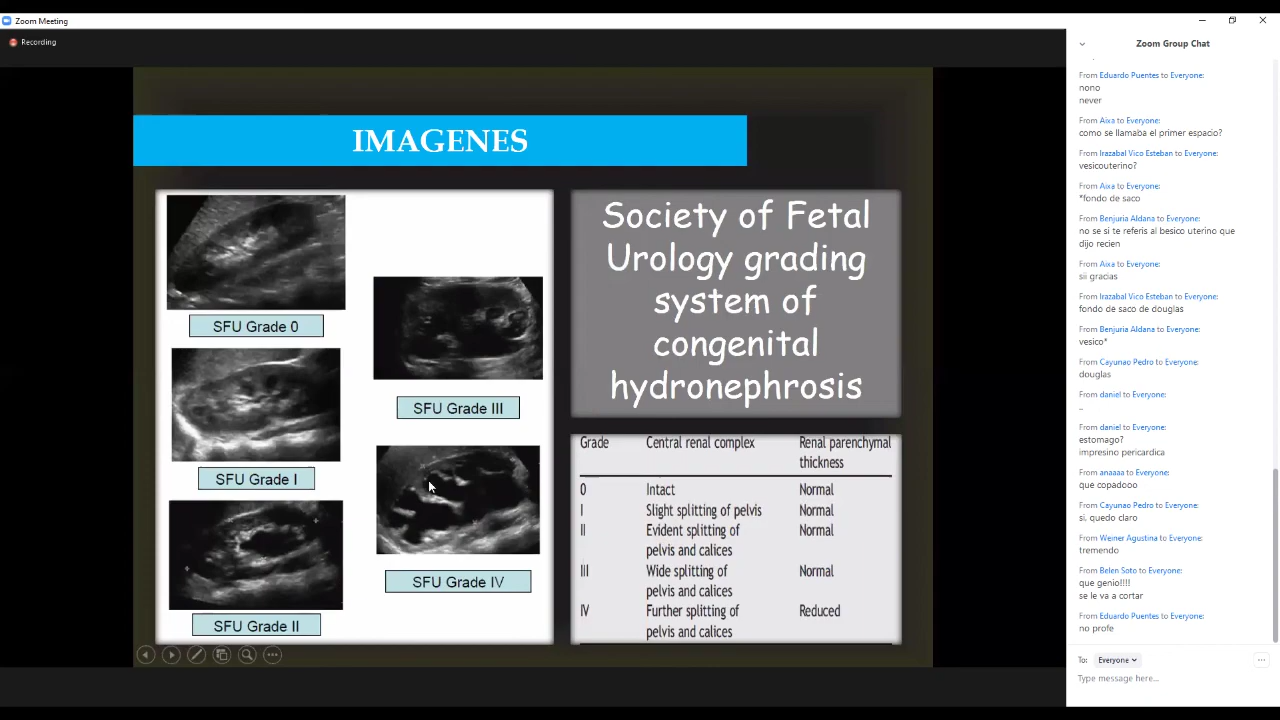 Zoom Meeting
Recording
IMAGENES
SFU Grade 0
SFU Grade I
SFU Grade II
SFU Grade III
SFU Grade IV
Society of Fetal
Urology grading
system of
congenital
hydronephrosis
Grade Central renal complex Renal parenchymal
thickness
0 Intact Normal
I Slight splitting of pelvis Normal
II Evident splitting of Normal
pelvis and calices
III Wide splitting of Normal
pelvis and calices
IV Further splitting of Reduced
pelvis and calices
Zoom Group Chat
From Eduardo Puentes to Everyone:
nono
never
From Aixa to Everyone:
como se llamaba el primer espacio?
From Irazabal Vico Esteban to Everyone:
vesicouterino?
From Aixa to Everyone:
*fondo de saco
From Benjuria Aldana to Everyone:
no se si te referis al besico uterino que
dijo recien
From Aixa to Everyone:
sii gracias
From Irazabal Vico Esteban to Everyone:
fondo de saco de douglas
From Benjuria Aldana to Everyone:
vesico*
From Cayunao Pedro to Everyone:
douglas
From daniel to Everyone:
_
From daniel to Everyone:
estomago?
impresino pericardica
From anaaaa to Everyone:
que copadooo
From Cayunao Pedro to Everyone:
si, quedo claro
From Weiner Agustina to Everyone:
tremendo
From Belen Soto to Everyone:
que genio!!!!
se le va a cortar
From Eduardo Puentes to Everyone:
no profe
To: Everyone
Type message here...